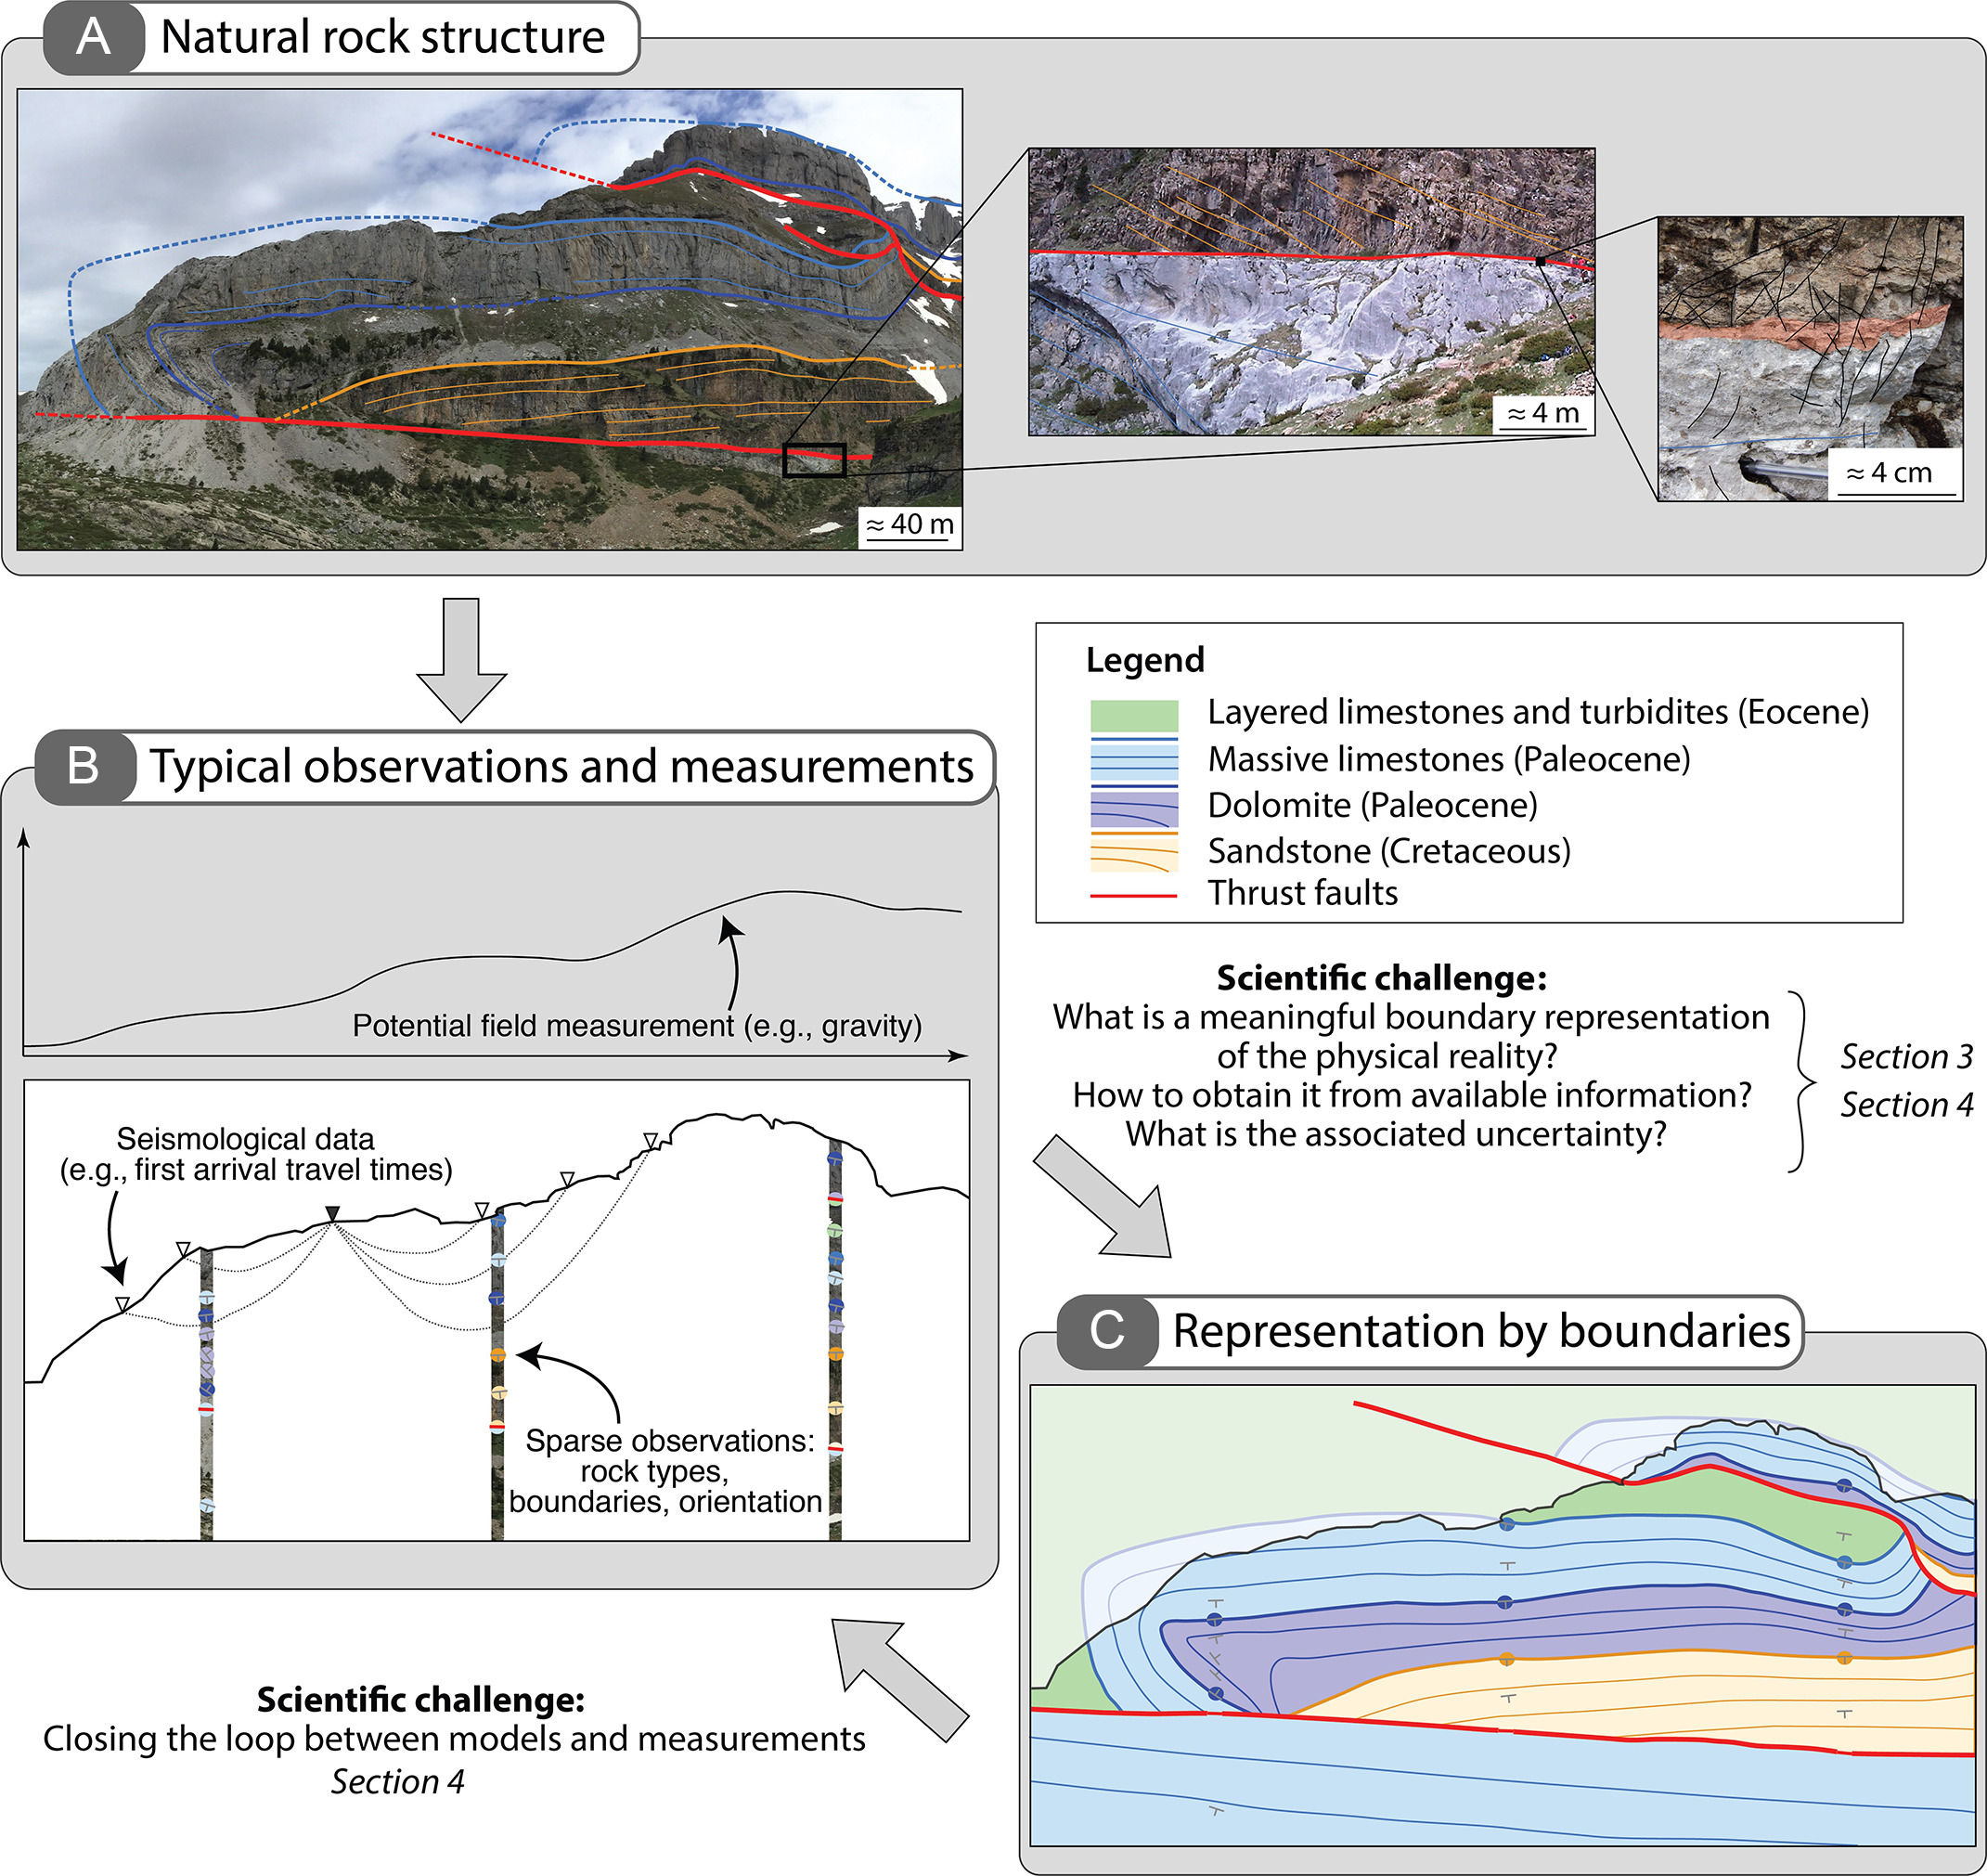 A Natural rock structure
≈ 40 m
≈ 4 m
≈ 4 cm
Legend
Layered limestones and turbidites (Eocene)
Massive limestones (Paleocene)
Dolomite (Paleocene)
Sandstone (Cretaceous)
Thrust faults
B Typical observations and measurements
Potential field measurement (e.g., gravity)
Seismological data
(e.g., first arrival travel times)
Sparse observations:
rock types,
boundaries, orientation
Scientific challenge:
What is a meaningful boundary representation
of the physical reality?
How to obtain it from available information?
What is the associated uncertainty?
Section 3
Section 4
C Representation by boundaries
Scientific challenge:
Closing the loop between models and measurements
Section 4